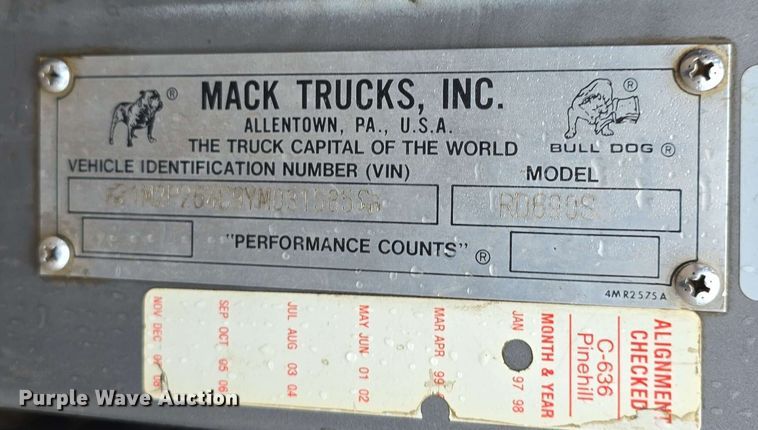 MACK TRUCKS, INC.
ALLENTOWN, PA., U.S.A.
THE TRUCK CAPITAL OF THE WORLD
®
®
BULL DOG ®
VEHICLE IDENTIFICATION NUMBER (VIN)
MODEL
RD690S
"PERFORMANCE COUNTS" ®
4MR2575A
ALIGNMENT
CHECKED
C-636
Pinehill
MONTH & YEAR
JAN 97 98
MAR APR 99
MAY JUN 01 02
JUL AUG 03 04
SEP OCT 05 06
NOV DEC
Purple Wave Auction